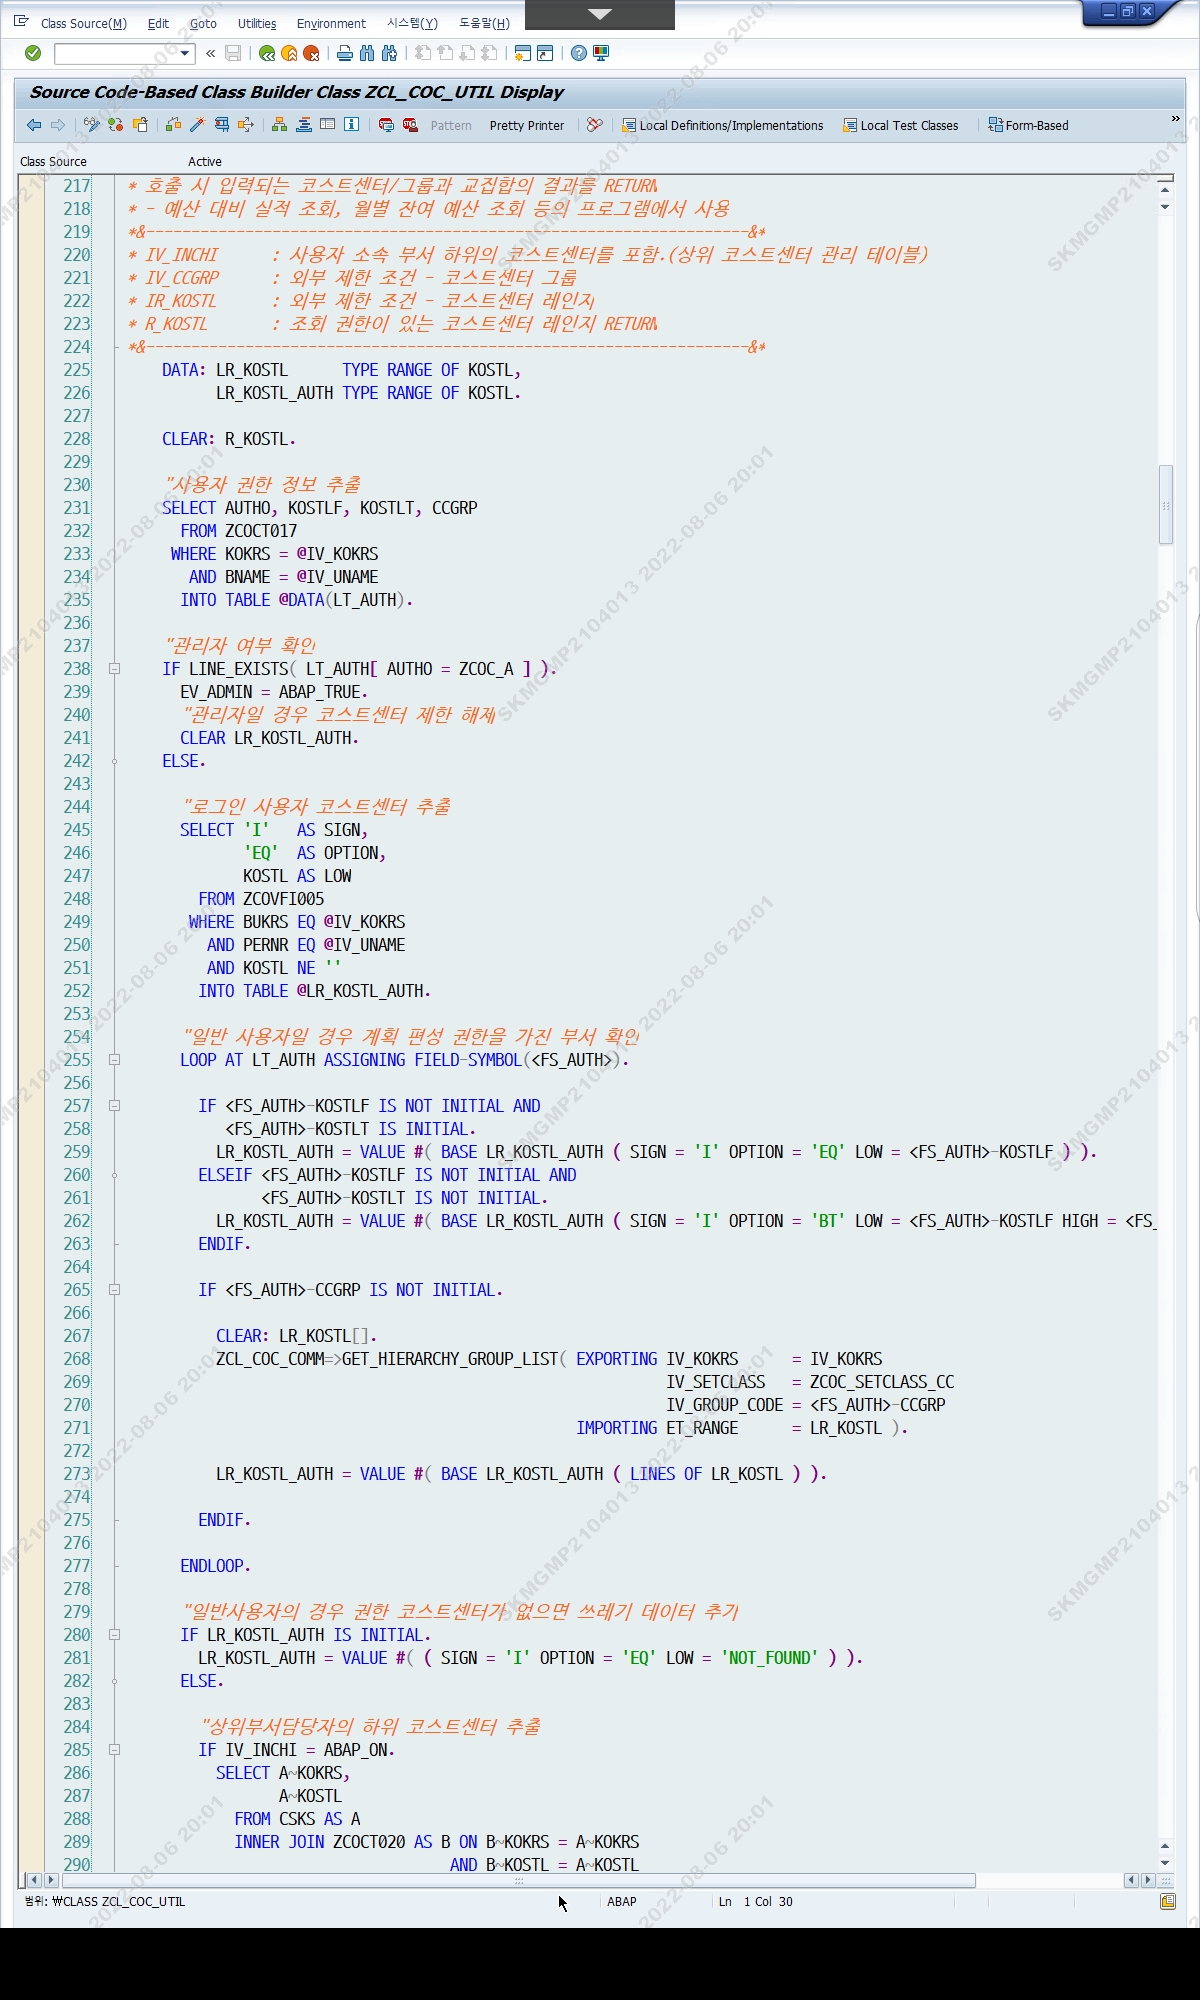 Class Source(M) Edit Goto Utilities Environment 시스템(Y) 도움말(H)
Source Code-Based Class Builder Class ZCL_COC_UTIL Display
Pattern Pretty Printer Local Definitions/Implementations Local Test Classes Form-Based
Class Source Active
217 * 호출 시 입력되는 코스트센터/그룹과 교집합의 결과를 RETURN
218 * - 예산 대비 실적 조회, 월별 잔여 예산 조회 등의 프로그램에서 사용
219 *&-------------------------------------------------------------------&*
220 * IV_INCHI : 사용자 소속 부서 하위의 코스트센터를 포함.(상위 코스트센터 관리 테이블)
221 * IV_CCGRP : 외부 제한 조건 - 코스트센터 그룹
222 * IR_KOSTL : 외부 제한 조건 - 코스트센터 레인지
223 * R_KOSTL : 조회 권한이 있는 코스트센터 레인지 RETURN
224 *&-------------------------------------------------------------------&*
225 DATA: LR_KOSTL TYPE RANGE OF KOSTL,
226 LR_KOSTL_AUTH TYPE RANGE OF KOSTL.
227
228 CLEAR: R_KOSTL.
229
230 "사용자 권한 정보 추출
231 SELECT AUTHO, KOSTLF, KOSTLT, CCGRP
232 FROM ZCOCT017
233 WHERE KOKRS = @IV_KOKRS
234 AND BNAME = @IV_UNAME
235 INTO TABLE @DATA(LT_AUTH).
236
237 "관리자 여부 확인
238 IF LINE_EXISTS( LT_AUTH[ AUTHO = ZCOC_A ] ).
239 EV_ADMIN = ABAP_TRUE.
240 "관리자일 경우 코스트센터 제한 해제
241 CLEAR LR_KOSTL_AUTH.
242 ELSE.
243
244 "로그인 사용자 코스트센터 추출
245 SELECT 'I' AS SIGN,
246 'EQ' AS OPTION,
247 KOSTL AS LOW
248 FROM ZCOVFI005
249 WHERE BUKRS EQ @IV_KOKRS
250 AND PERNR EQ @IV_UNAME
251 AND KOSTL NE ''
252 INTO TABLE @LR_KOSTL_AUTH.
253
254 "일반 사용자일 경우 계획 편성 권한을 가진 부서 확인
255 LOOP AT LT_AUTH ASSIGNING FIELD-SYMBOL(<FS_AUTH>).
256
257 IF <FS_AUTH>-KOSTLF IS NOT INITIAL AND
258 <FS_AUTH>-KOSTLT IS INITIAL.
259 LR_KOSTL_AUTH = VALUE #( BASE LR_KOSTL_AUTH ( SIGN = 'I' OPTION = 'EQ' LOW = <FS_AUTH>-KOSTLF ) ).
260 ELSEIF <FS_AUTH>-KOSTLF IS NOT INITIAL AND
261 <FS_AUTH>-KOSTLT IS NOT INITIAL.
262 LR_KOSTL_AUTH = VALUE #( BASE LR_KOSTL_AUTH ( SIGN = 'I' OPTION = 'BT' LOW = <FS_AUTH>-KOSTLF HIGH = <FS_
263 ENDIF.
264
265 IF <FS_AUTH>-CCGRP IS NOT INITIAL.
266
267 CLEAR: LR_KOSTL[].
268 ZCL_COC_COMM=>GET_HIERARCHY_GROUP_LIST( EXPORTING IV_KOKRS = IV_KOKRS
269 IV_SETCLASS = ZCOC_SETCLASS_CC
270 IV_GROUP_CODE = <FS_AUTH>-CCGRP
271 IMPORTING ET_RANGE = LR_KOSTL ).
272
273 LR_KOSTL_AUTH = VALUE #( BASE LR_KOSTL_AUTH ( LINES OF LR_KOSTL ) ).
274
275 ENDIF.
276
277 ENDLOOP.
278
279 "일반사용자의 경우 권한 코스트센터가 없으면 쓰레기 데이터 추가
280 IF LR_KOSTL_AUTH IS INITIAL.
281 LR_KOSTL_AUTH = VALUE #( ( SIGN = 'I' OPTION = 'EQ' LOW = 'NOT_FOUND' ) ).
282 ELSE.
283
284 "상위부서담당자의 하위 코스트센터 추출
285 IF IV_INCHI = ABAP_ON.
286 SELECT A~KOKRS,
287 A~KOSTL
288 FROM CSKS AS A
289 INNER JOIN ZCOCT020 AS B ON B~KOKRS = A~KOKRS
290 AND B~KOSTL = A~KOSTL
범위: ₩CLASS ZCL_COC_UTIL ABAP Ln 1 Col 30
SKMGMP2104013 2022-08-06 20:01